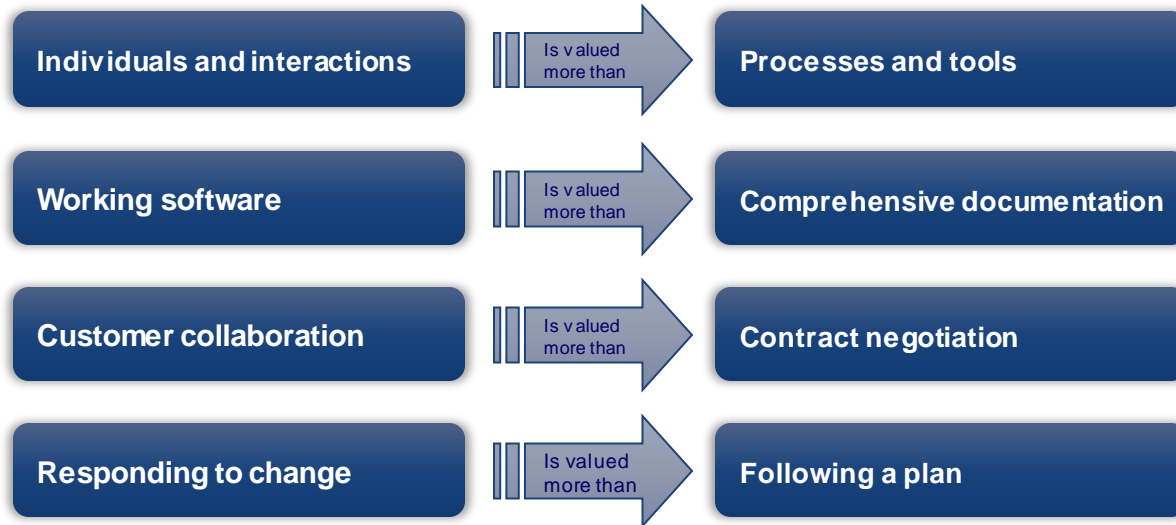 Individuals and interactions
Is valued
more than
Processes and tools
Working software
Is valued
more than
Comprehensive documentation
Customer collaboration
Is valued
more than
Contract negotiation
Responding to change
Is valued
more than
Following a plan